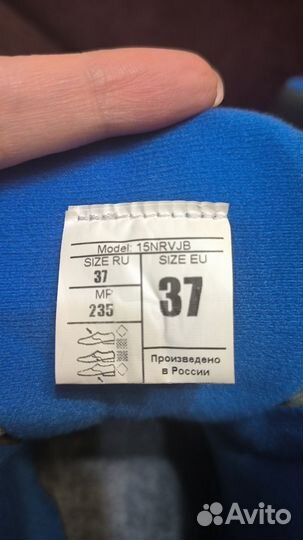 Model: 15NRVJB
SIZE RU
37
MP
235
SIZE EU
37
Произведено
в России
Avito